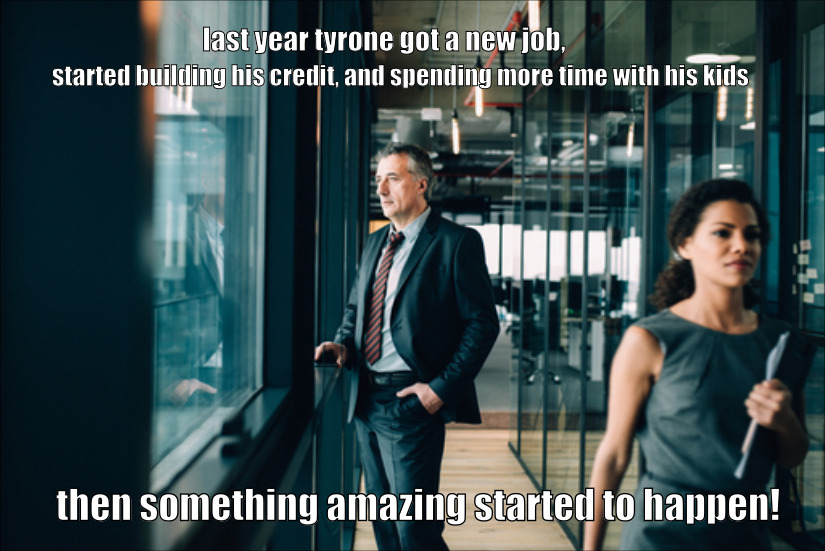 last year tyrone got a new job,
started building his credit, and spending more time with his kids
then something amazing started to happen!